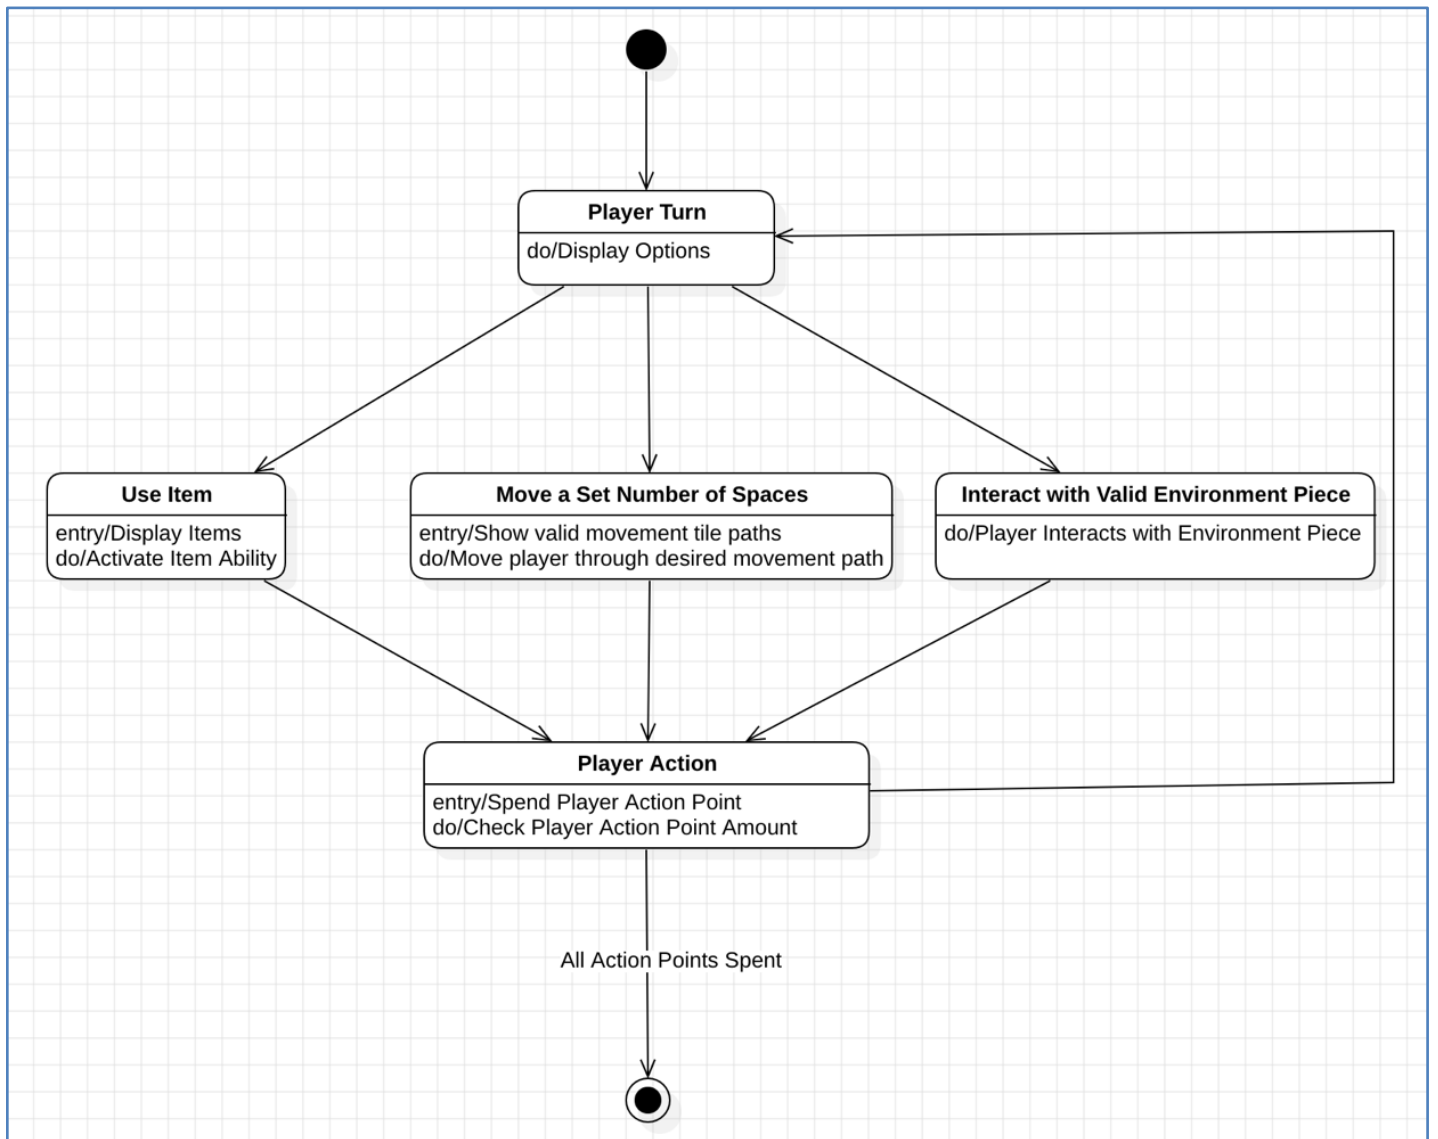 Player Turn
do/Display Options
Use Item
entry/Display Items
do/Activate Item Ability
Move a Set Number of Spaces
entry/Show valid movement tile paths
do/Move player through desired movement path
Interact with Valid Environment Piece
do/Player Interacts with Environment Piece
Player Action
entry/Spend Player Action Point
do/Check Player Action Point Amount
All Action Points Spent